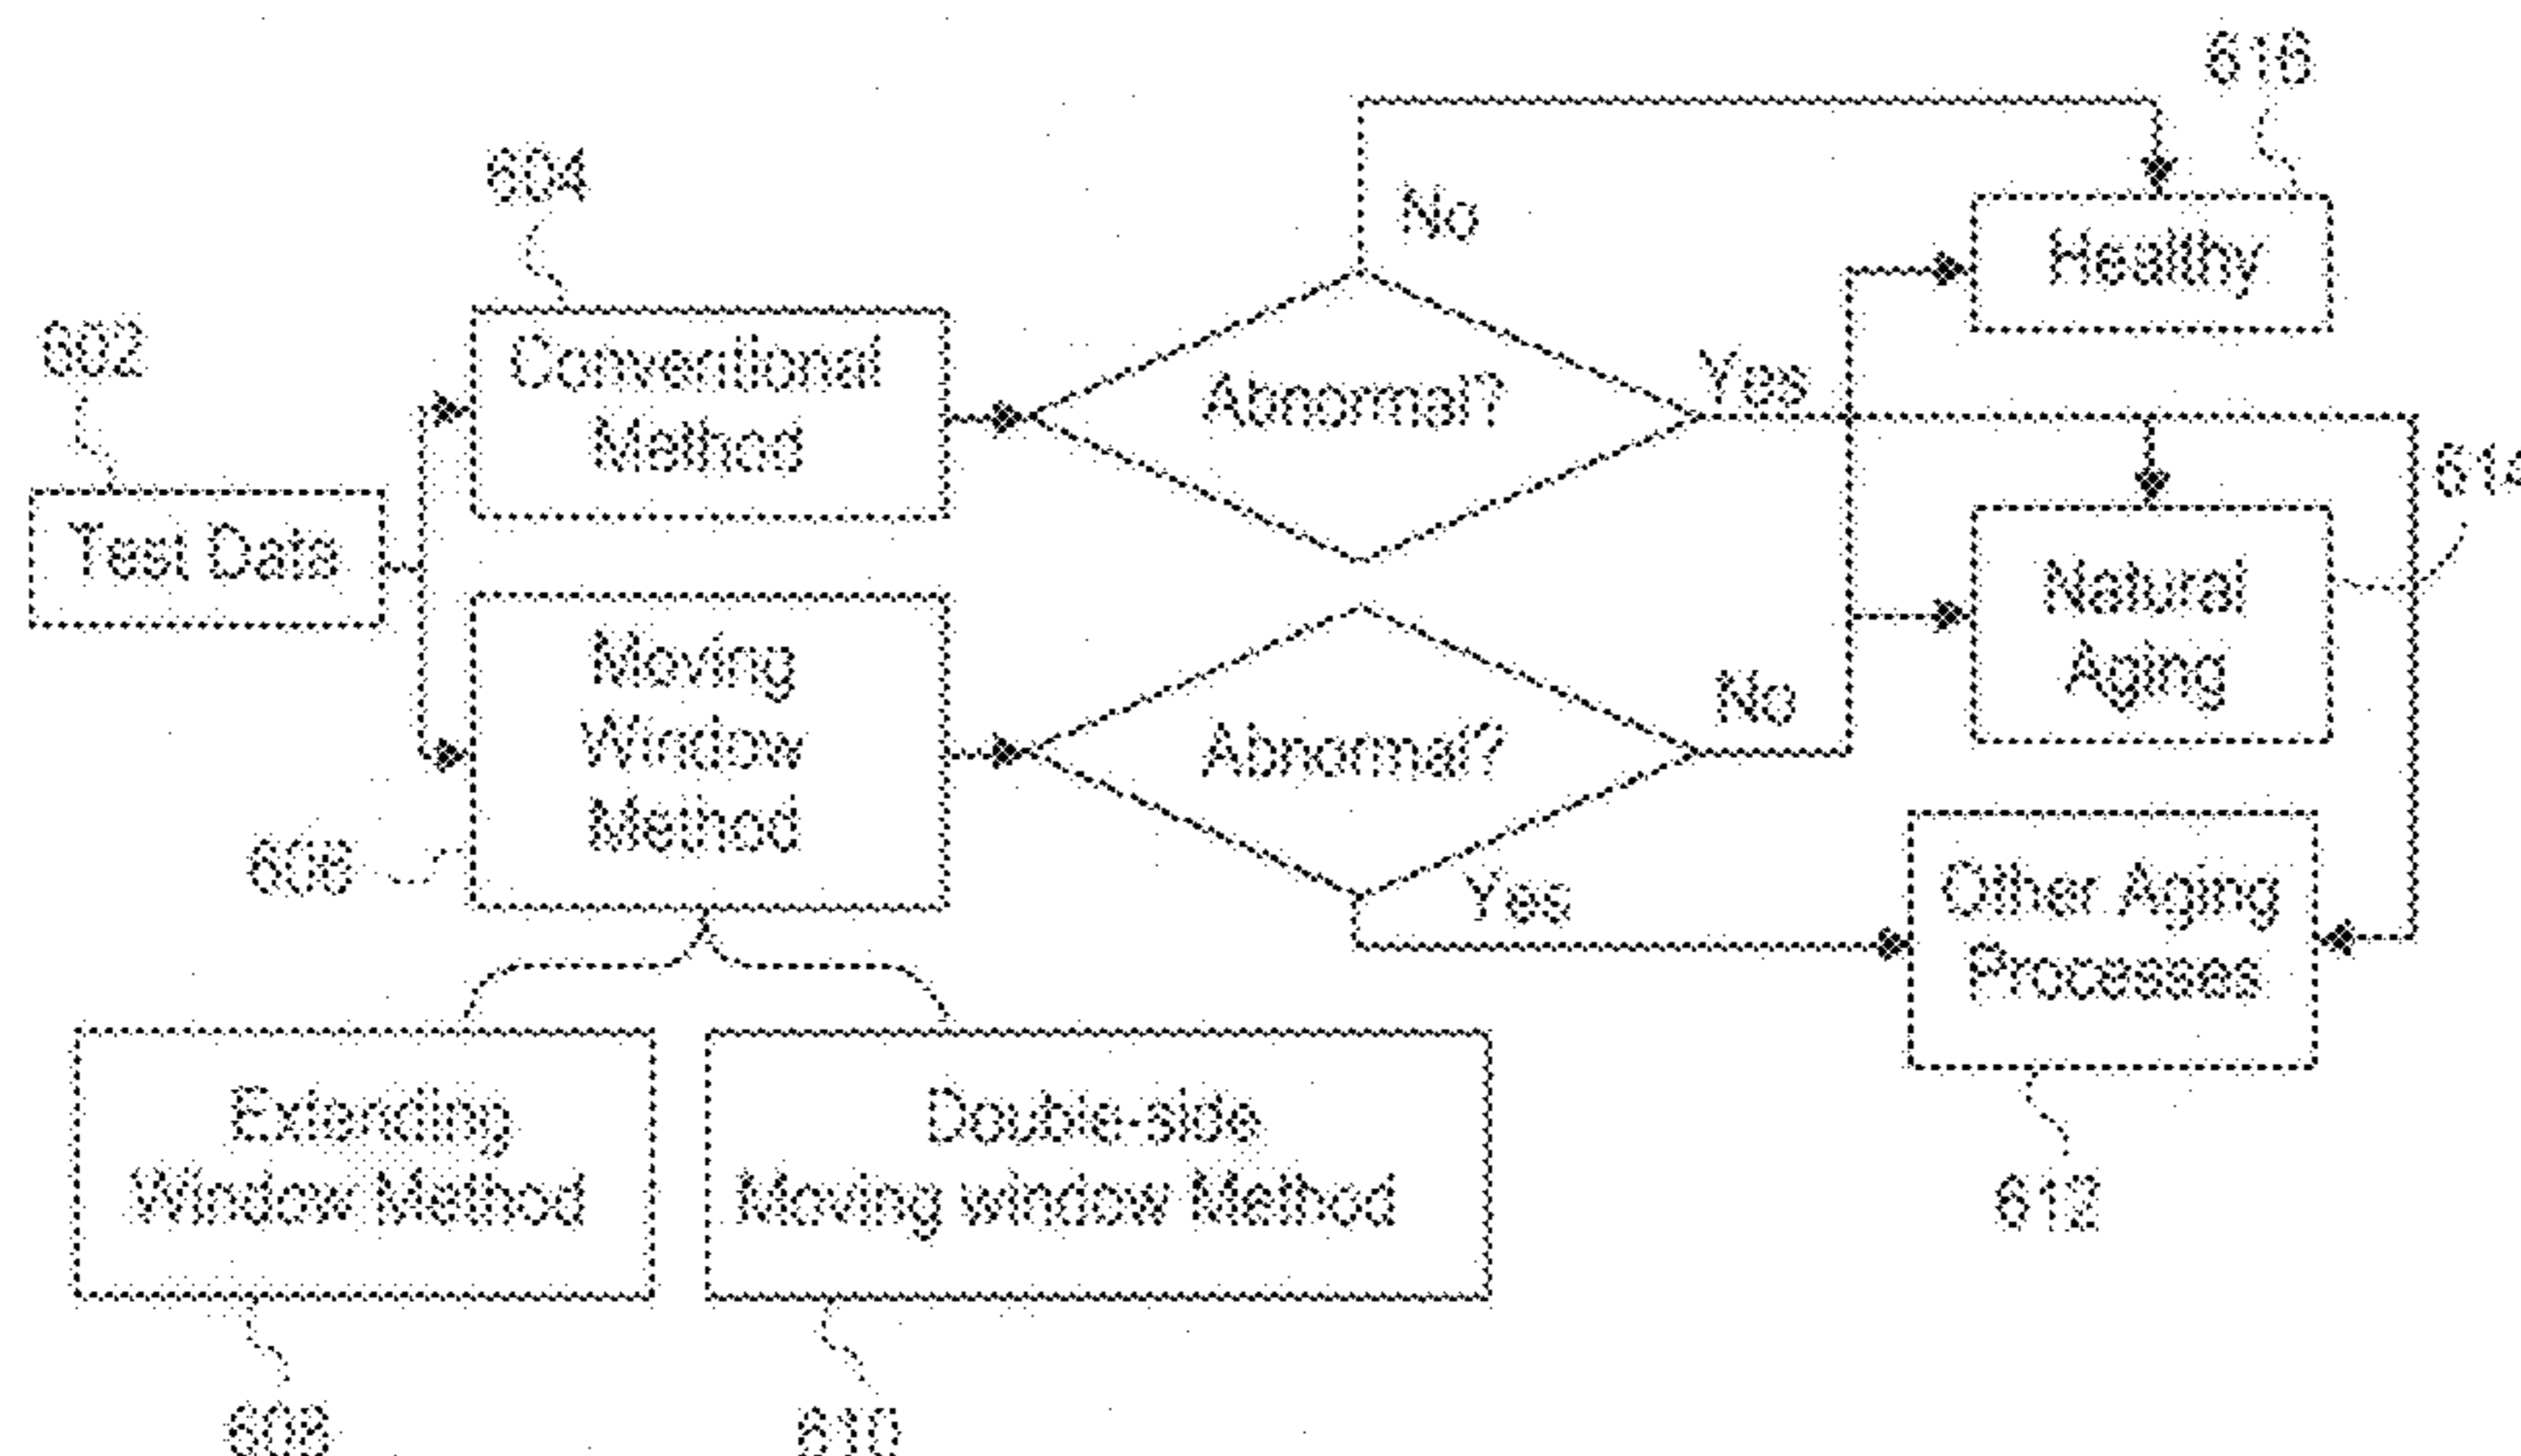 616
604
No
Healthy
602
Conventional
Method
Abnormal?
Yes
614
Test Data
Natural
Aging
Moving
Window
Method
Abnormal?
No
606
Yes
Other Aging
Processes
Extending
Window Method
Double-side
Moving window Method
612
608
610